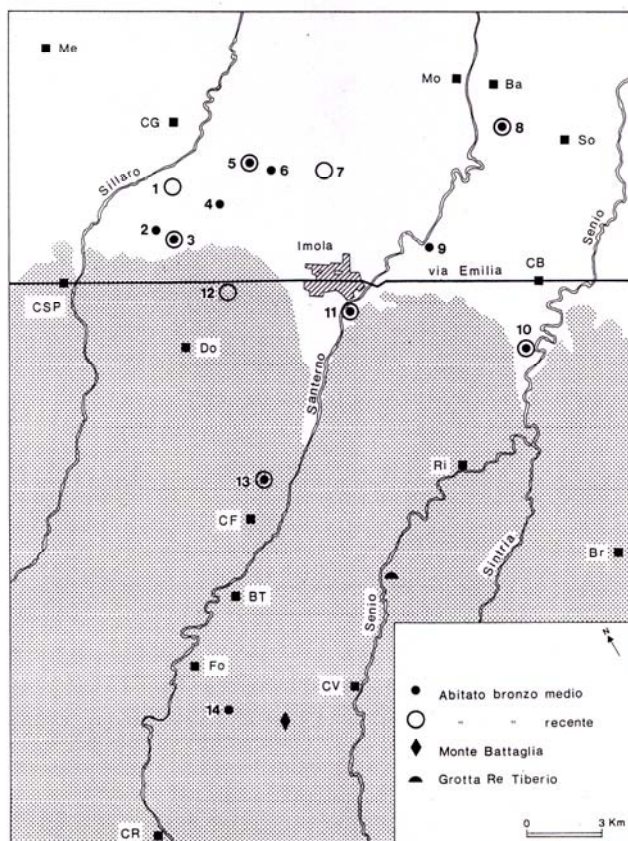 Me
Mo
Ba
CG
8
So
5
6
7
Sillaro
1
4
2
3
Senio
Imola
9
via Emilia
CB
CSP
12
11
10
Do
Santerno
Ri
13
CF
Sintria
Br
BT
Senio
N
Fo
CV
14
Abitato bronzo medio
" " recente
Monte Battaglia
Grotta Re Tiberio
CR
0 3 Km